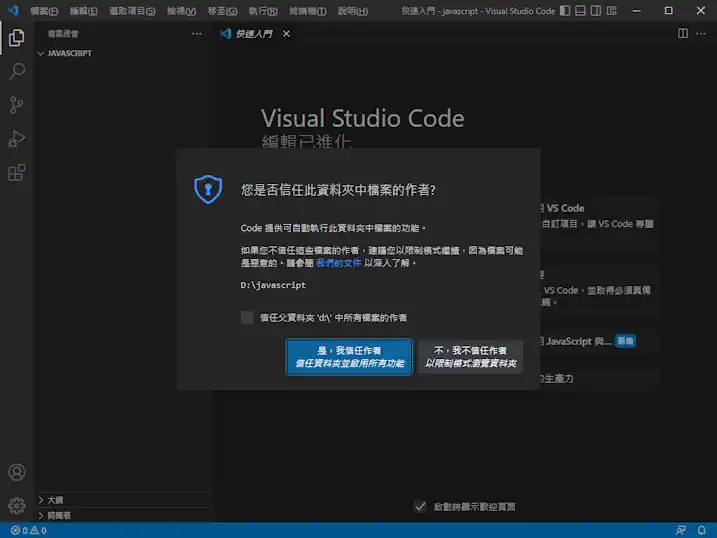 檔案(F) 編輯(E) 選取項目(S) 檢視(V) 移至(G) 執行(R) 終端機(T) 說明(H) 快速入門 - javascript - Visual Studio Code
檔案總管 ···
快速入門
JAVASCRIPT
Visual Studio Code
編輯已進化
您是否信任此資料夾中檔案的作者?
Code 提供可自動執行此資料夾中檔案的功能。
如果您不信任這些檔案的作者，建議您以限制模式繼續，因為檔案可能
是惡意的。請參閱 我們的文件 以深入了解。
D:\javascript
信任父資料夾 'd:\' 中所有檔案的作者
是，我信任作者
信任資料夾並啟用所有功能
不，我不信任作者
以限制模式瀏覽資料夾
用 VS Code
自訂項目，讓 VS Code 專屬
VS Code，並取得必須具備
用 JavaScript 與... 新增
的生產力
大綱
時間表
啟動時顯示歡迎頁面
0 0